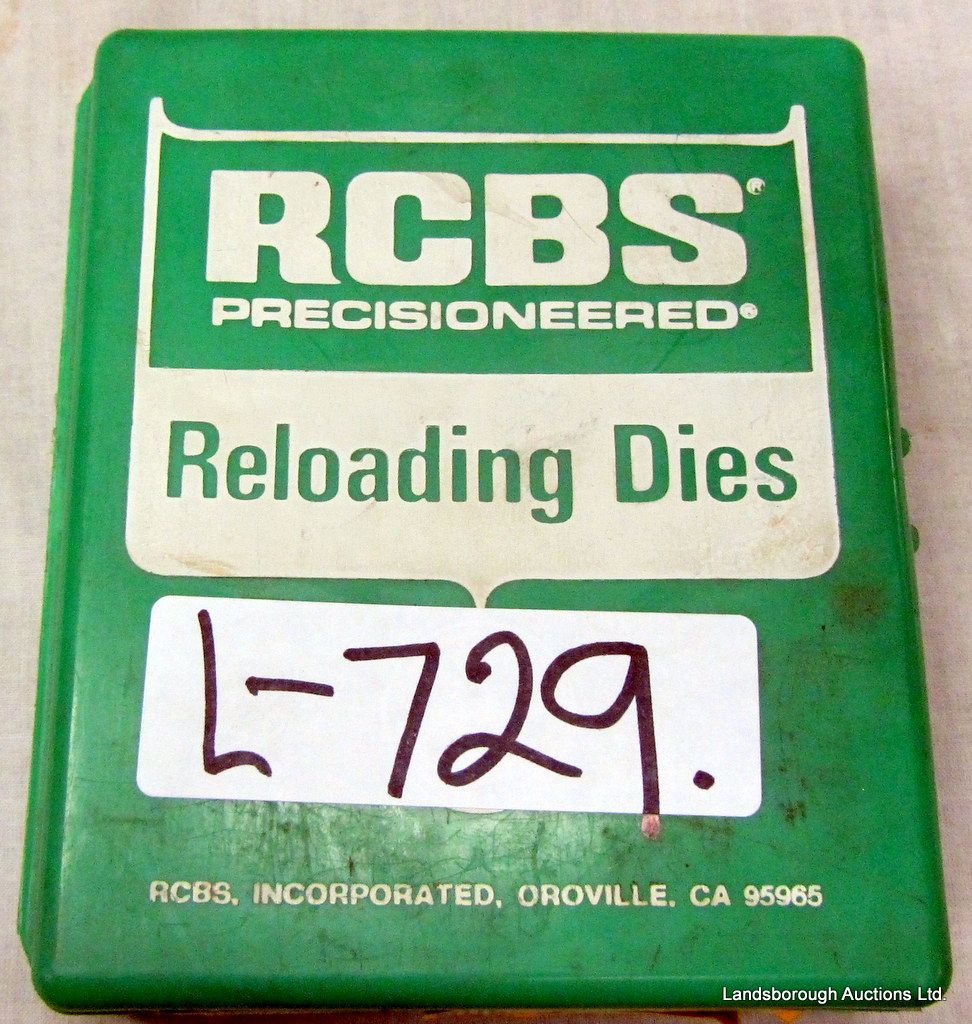 RCBS®
PRECISIONEERED®
Reloading Dies
L-729.
RCBS, INCORPORATED, OROVILLE, CA 95965
Landsborough Auctions Ltd.